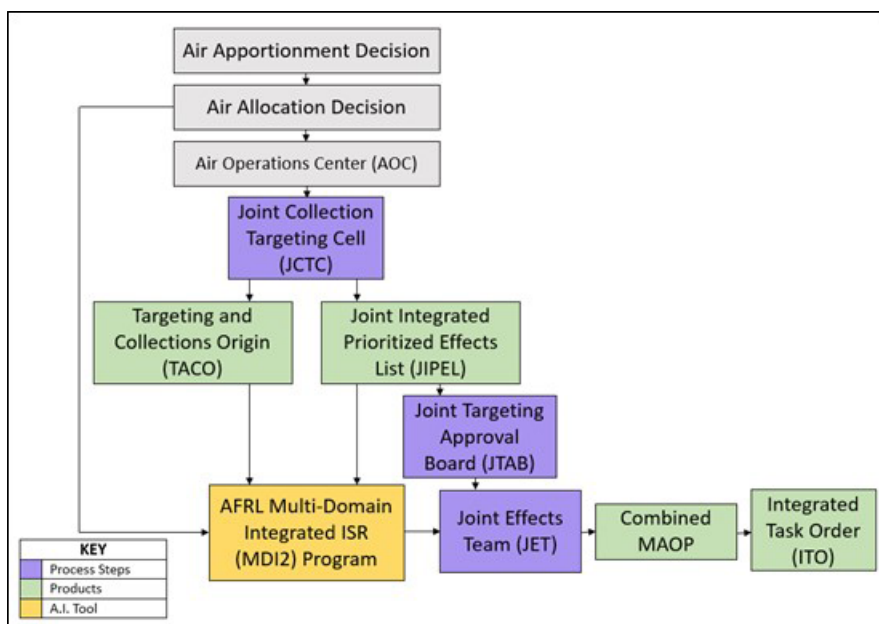 Air Apportionment Decision
Air Allocation Decision
Air Operations Center (AOC)
Joint Collection
Targeting Cell
(JCTC)
Targeting and
Collections Origin
(TACO)
Joint Integrated
Prioritized Effects
List (JIPEL)
Joint Targeting
Approval
Board (JTAB)
AFRL Multi-Domain
Integrated ISR
(MDI2) Program
Joint Effects
Team (JET)
Combined
MAOP
Integrated
Task Order
(ITO)
KEY
Process Steps
Products
A.I. Tool